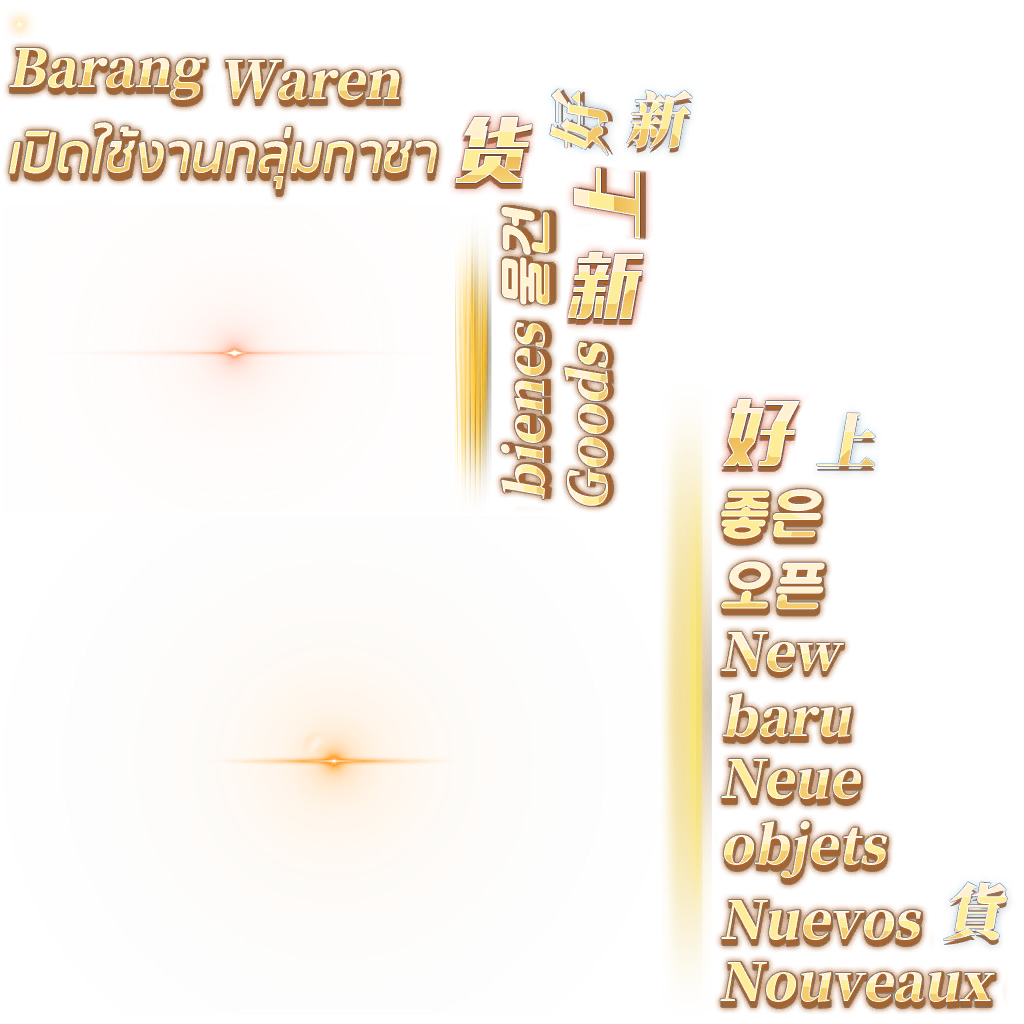 Barang Waren
เปิดใช้งานกลุ่มกาชา
货
好
新
上
新
물건
bienes
Goods
好
上
좋은
오픈
New
baru
Neue
objets
Nuevos
貨
Nouveaux